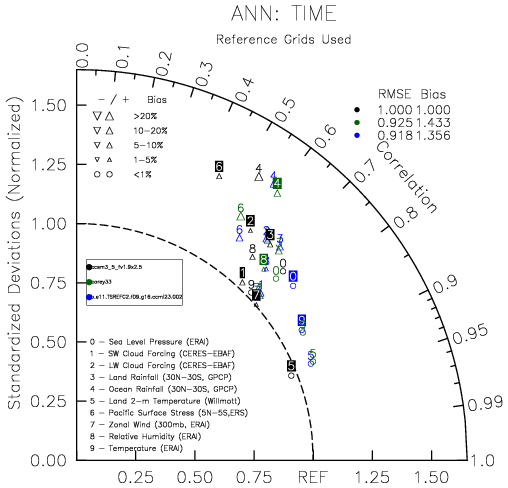 ANN: TIME
Reference Grids Used
0.0 0.1 0.2 0.3 0.4 0.5 0.6 0.7 0.8 0.9 0.95 0.99 1.0
Correlation
Standardized Deviations (Normalized)
1.50
1.25
1.00
0.75
0.50
0.25
0.00
0.25 0.50 0.75 REF 1.25 1.50
− / + Bias
>20%
10−20%
5−10%
1−5%
<1%
RMSE Bias
1.000 1.000
0.925 1.433
0.918 1.356
0 − Sea Level Pressure (ERAI)
1 − SW Cloud Forcing (CERES−EBAF)
2 − LW Cloud Forcing (CERES−EBAF)
3 − Land Rainfall (30N−30S, GPCP)
4 − Ocean Rainfall (30N−30S, GPCP)
5 − Land 2−m Temperature (Willmott)
6 − Pacific Surface Stress (5N−5S,ERS)
7 − Zonal Wind (300mb, ERAI)
8 − Relative Humidity (ERAI)
9 − Temperature (ERAI)